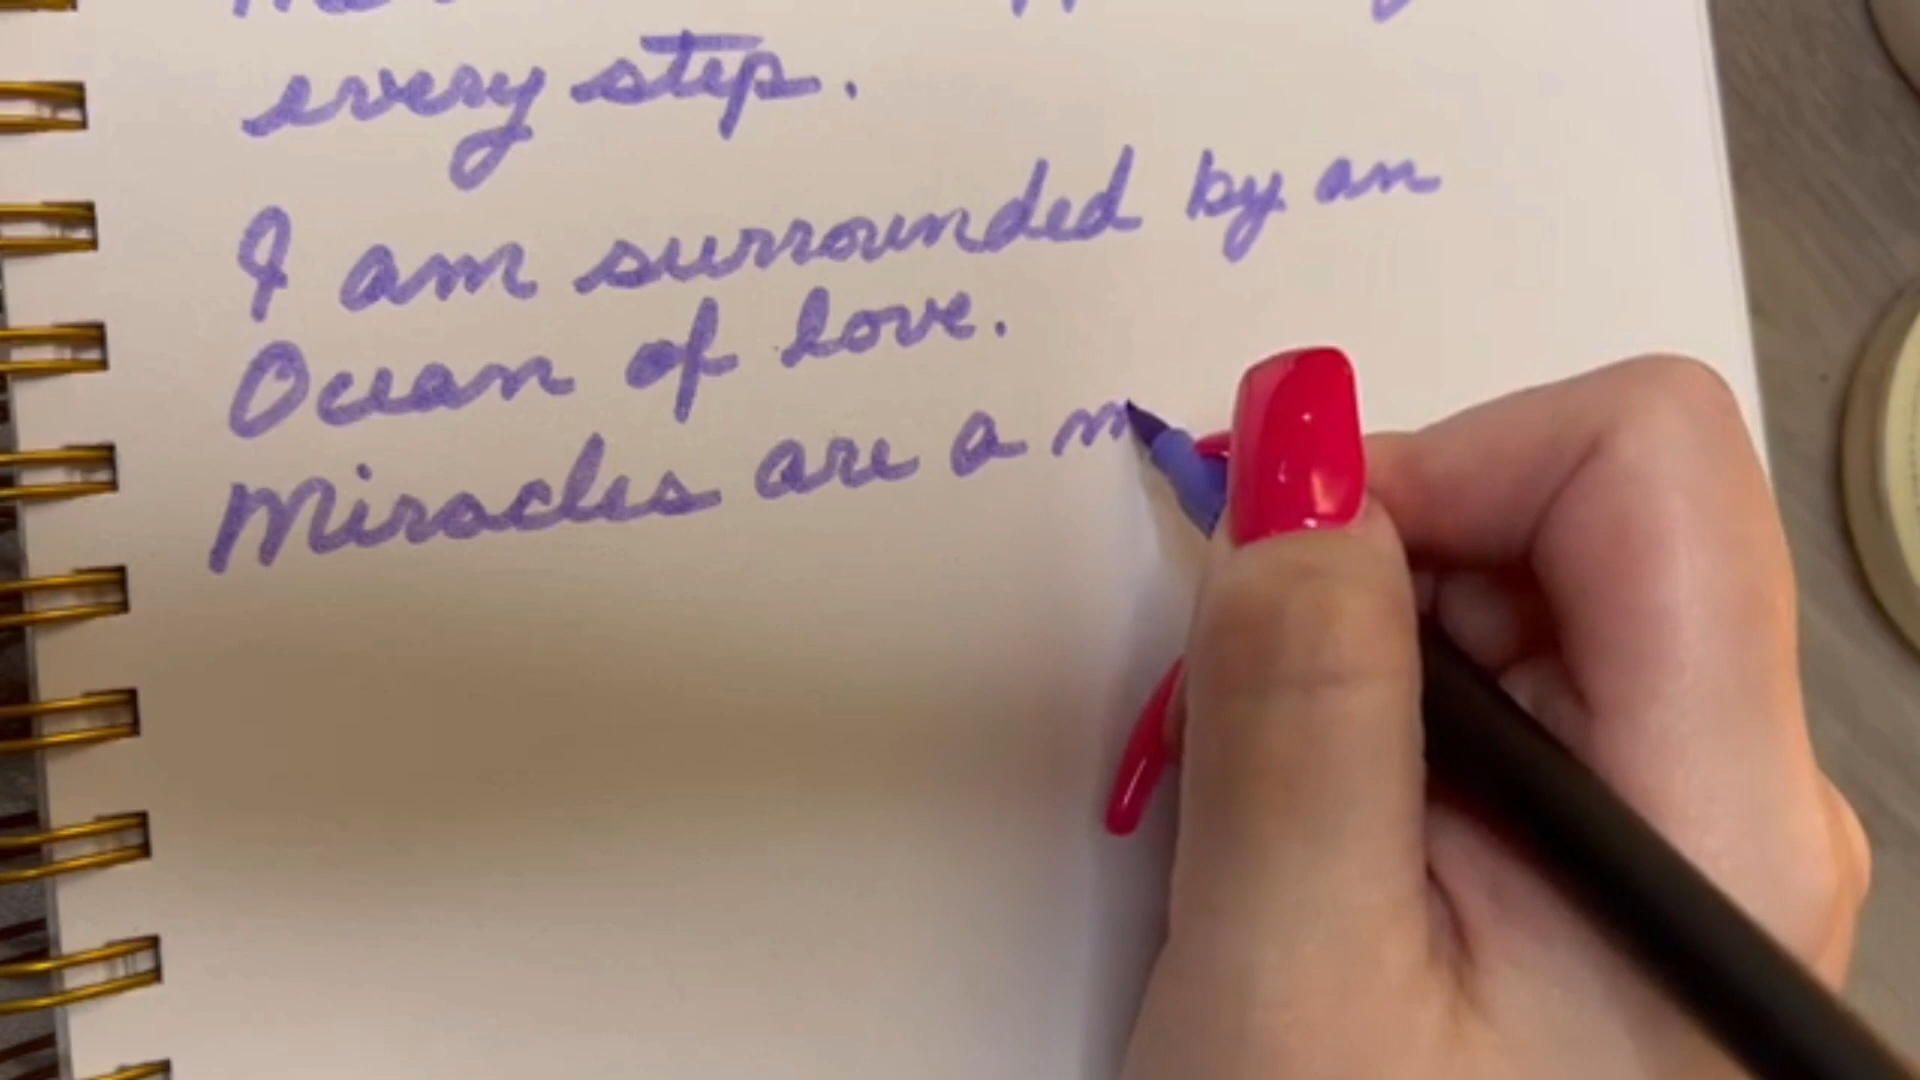 every step.
I am surrounded by an
Ocean of love.
Miracles are a m